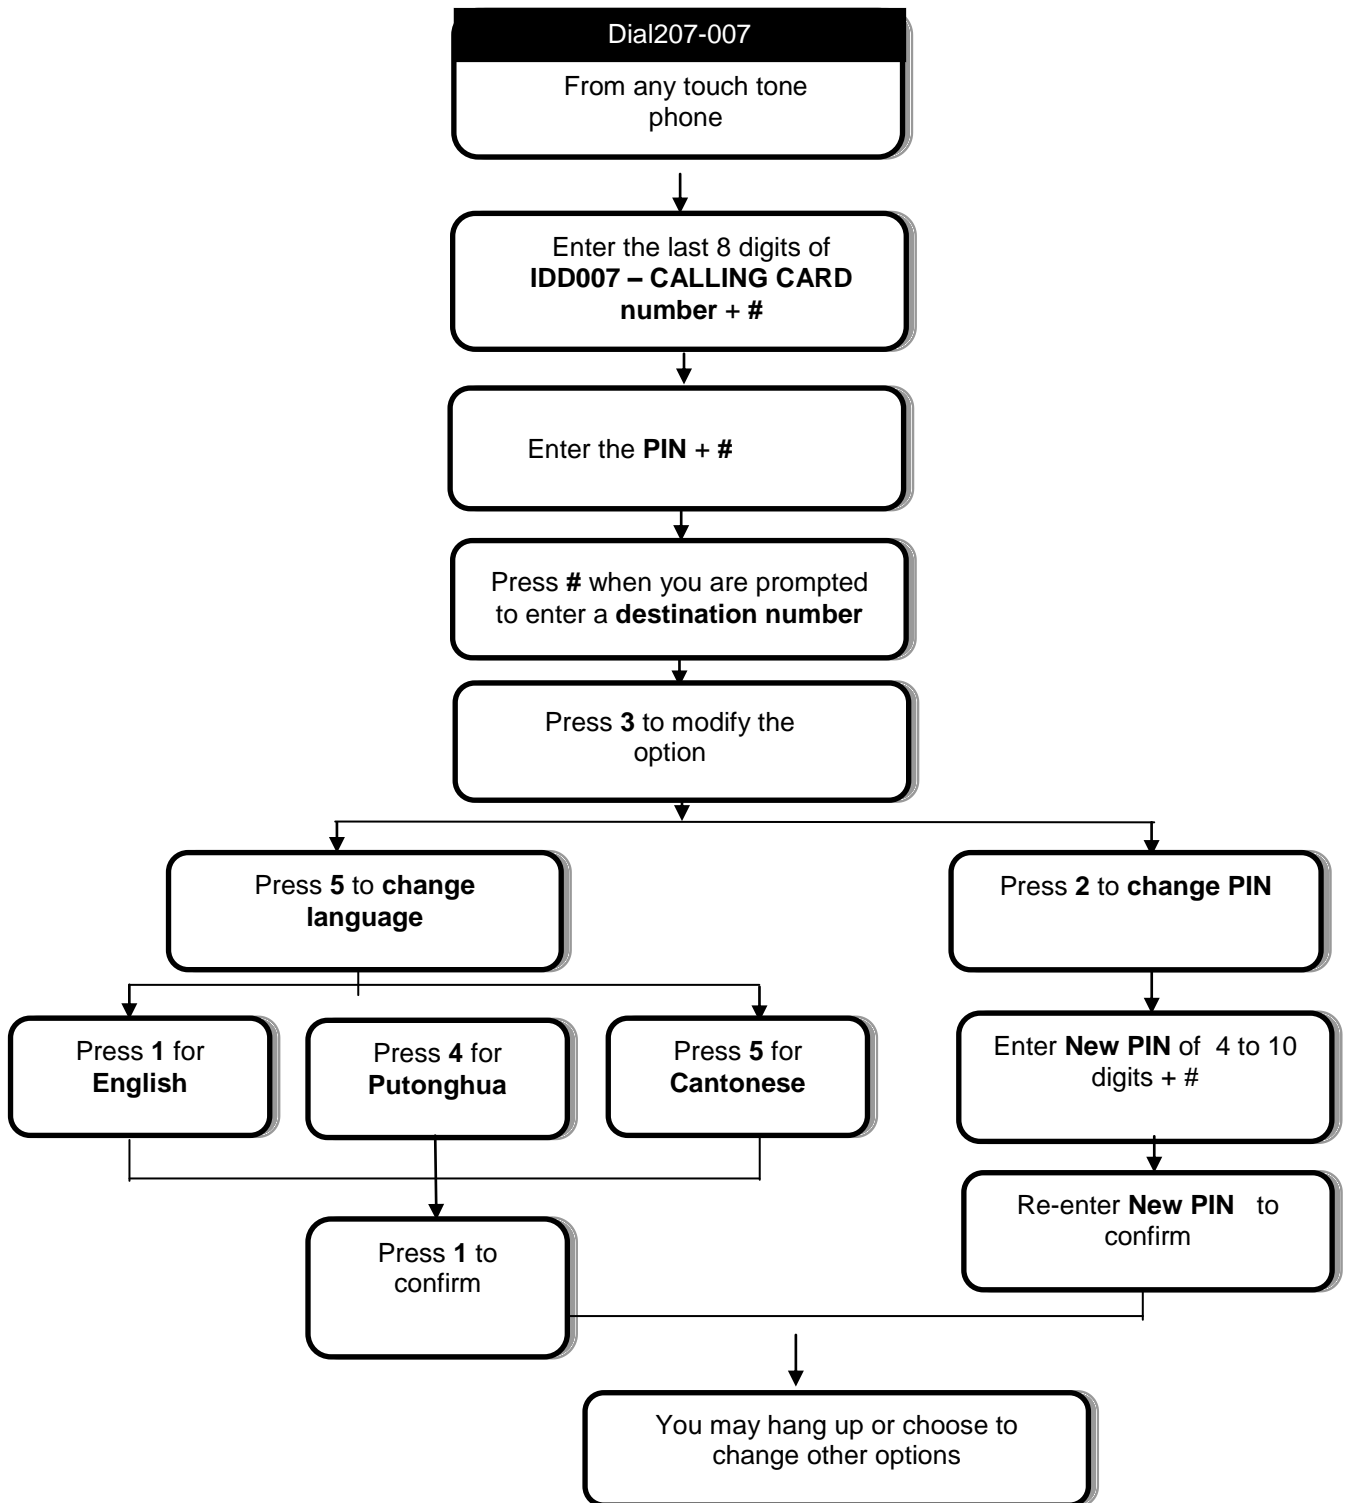 Dial207-007
From any touch tone
phone
Enter the last 8 digits of
IDD007 – CALLING CARD
number + #
Enter the PIN + #
Press # when you are prompted
to enter a destination number
Press 3 to modify the
option
Press 5 to change
language
Press 2 to change PIN
Press 1 for
English
Press 4 for
Putonghua
Press 5 for
Cantonese
Enter New PIN of 4 to 10
digits + #
Re-enter New PIN to
confirm
Press 1 to
confirm
You may hang up or choose to
change other options